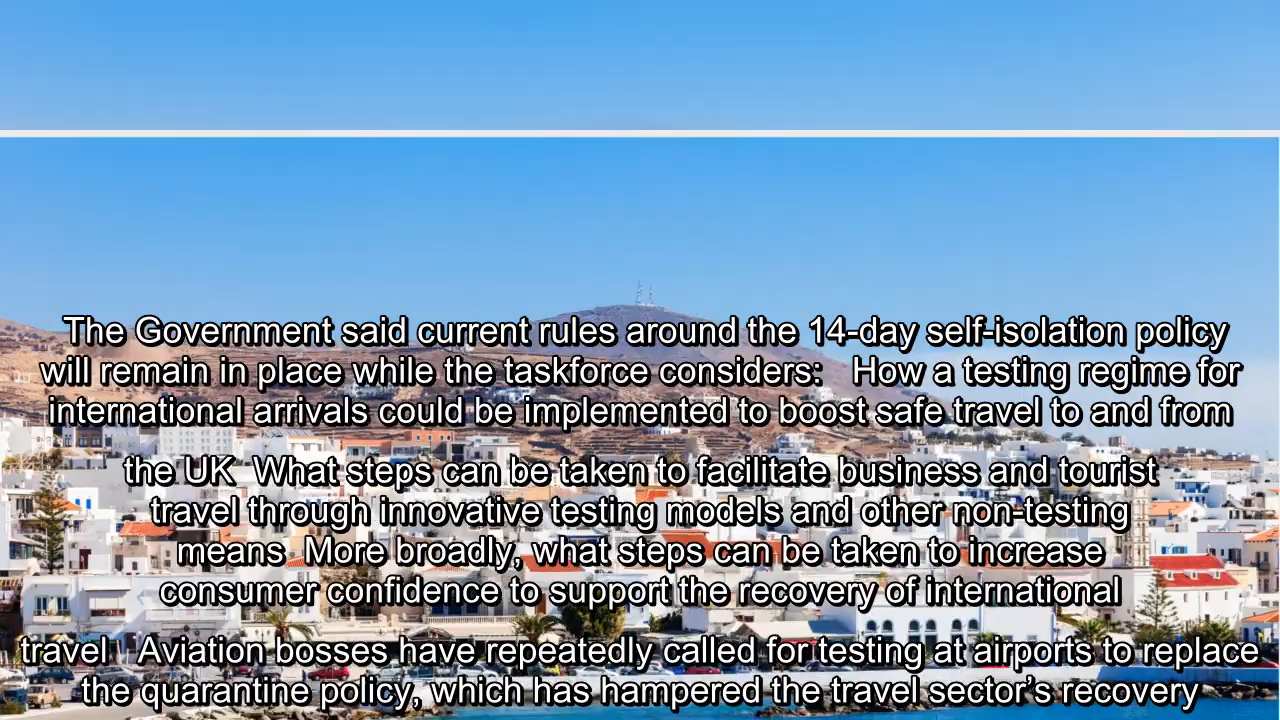 The Government said current rules around the 14-day self-isolation policy
will remain in place while the taskforce considers:   How a testing regime for
international arrivals could be implemented to boost safe travel to and from
the UK  What steps can be taken to facilitate business and tourist
travel through innovative testing models and other non-testing
means  More broadly, what steps can be taken to increase
consumer confidence to support the recovery of international
travel   Aviation bosses have repeatedly called for testing at airports to replace
the quarantine policy, which has hampered the travel sector’s recovery